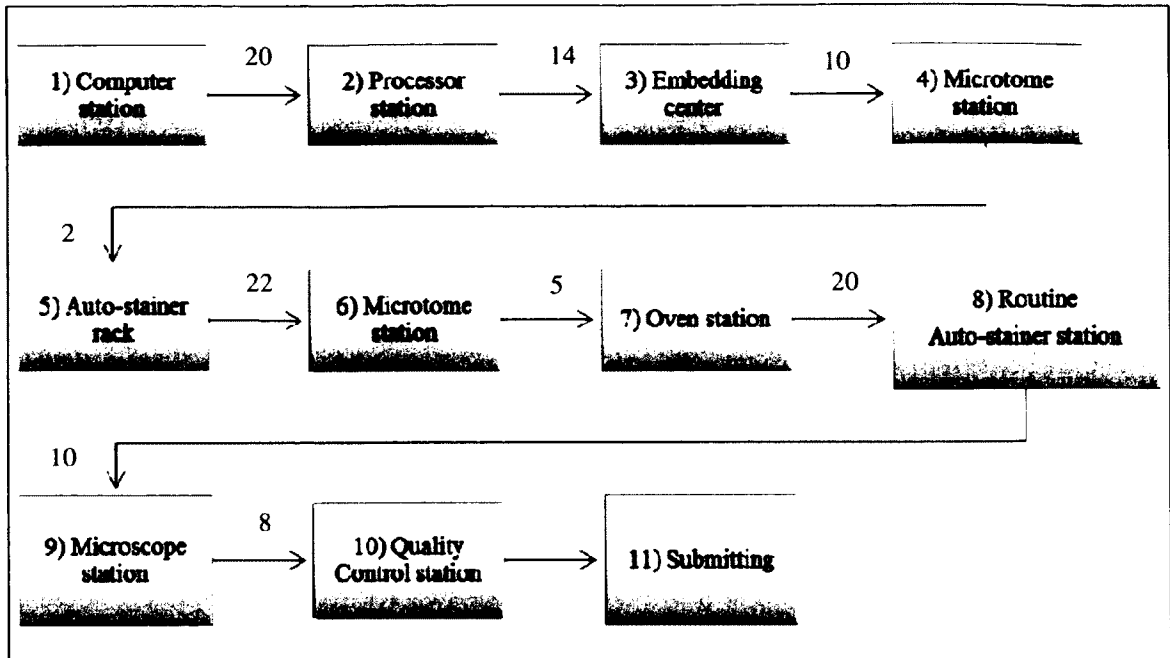 20
14
10
1) Computer
station
2) Processor
station
3) Embedding
center
4) Microtome
station
2
22
5
20
5) Auto-stainer
rack
6) Microtome
station
7) Oven station
8) Routine
Auto-stainer station
10
8
9) Microscope
station
10) Quality
Control station
11) Submitting